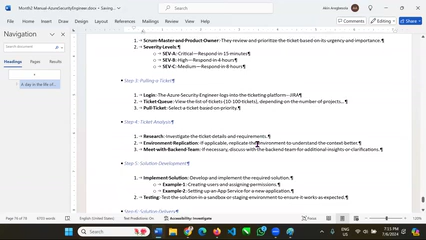 Month2-Manual-AzureSecurityEngineer.docx • Saving...
Search
File Home Insert Draw Design Layout References Mailings Review View Help
Comments Editing Share
Navigation
Search document
Headings Pages Results
A day in the life of
1. Scrum-Master-and-Product-Owner: They review and prioritize the ticket based on its urgency and importance.
2. Severity-Levels:
SEV-A: Critical—Respond in 15 minutes
SEV-B: High—Respond in 4 hours
SEV-C: Medium—Respond in 8 hours
Step 3: Pulling a Ticket
1. Login: The Azure Security Engineer logs into the ticketing platform—JIRA
2. Ticket-Queue: View the list of tickets (10-100 tickets), depending on the number of projects..
3. Pull-Ticket: Select a ticket based on priority.
Step 4: Ticket Analysis
1. Research: Investigate the ticket details and requirements.
2. Environment-Replication: If applicable, replicate the environment to understand the context better.
3. Meet-with-Backend-Team: If necessary, discuss with the backend team for additional insights or clarifications.
Step 5: Solution Development
1. Implement-Solution: Develop and implement the required solution.
Example-1: Creating users and assigning permissions.
Example-2: Setting up an App Service for a new application.
2. Testing: Test the solution in a sandbox or staging environment to ensure it works as expected.
Step 6: Solution Delivery
English (United States) Text Predictions: On Accessibility: Investigate
Focus
Search
7:15 PM
7/6/2024